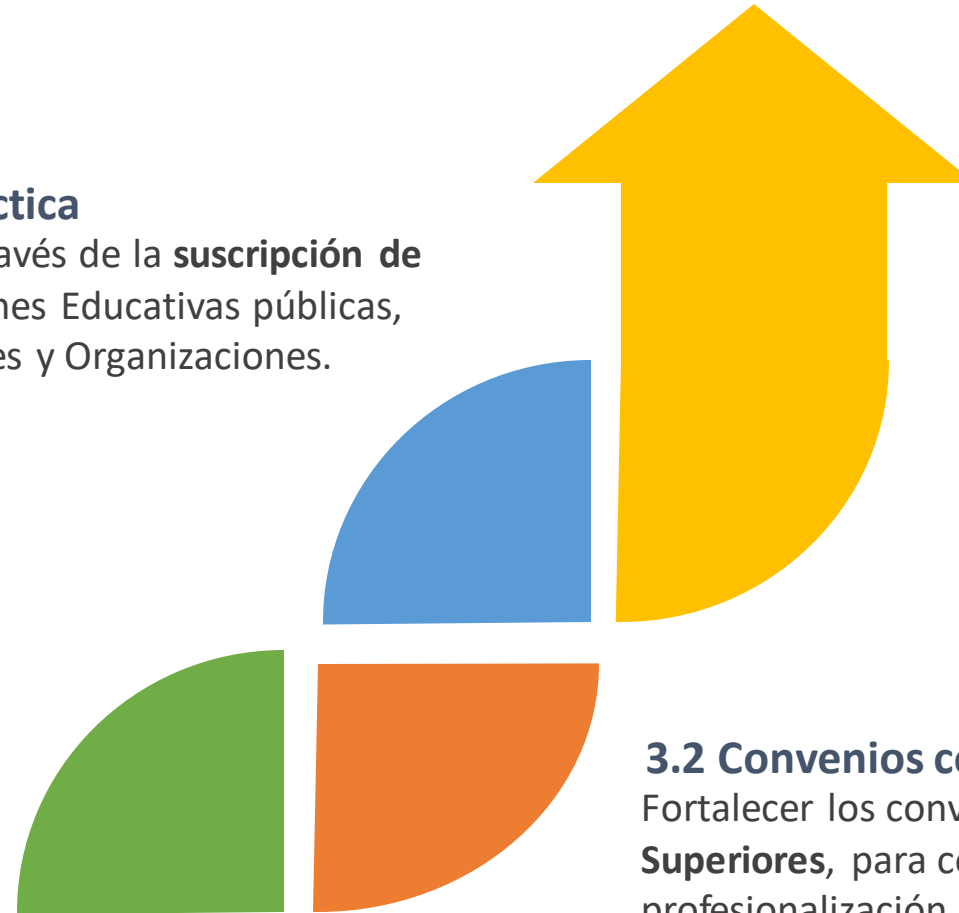 ctica
avés de la suscripción de
nes Educativas públicas,
es y Organizaciones.
3.2 Convenios co
Fortalecer los conv
Superiores, para co
profesionalización